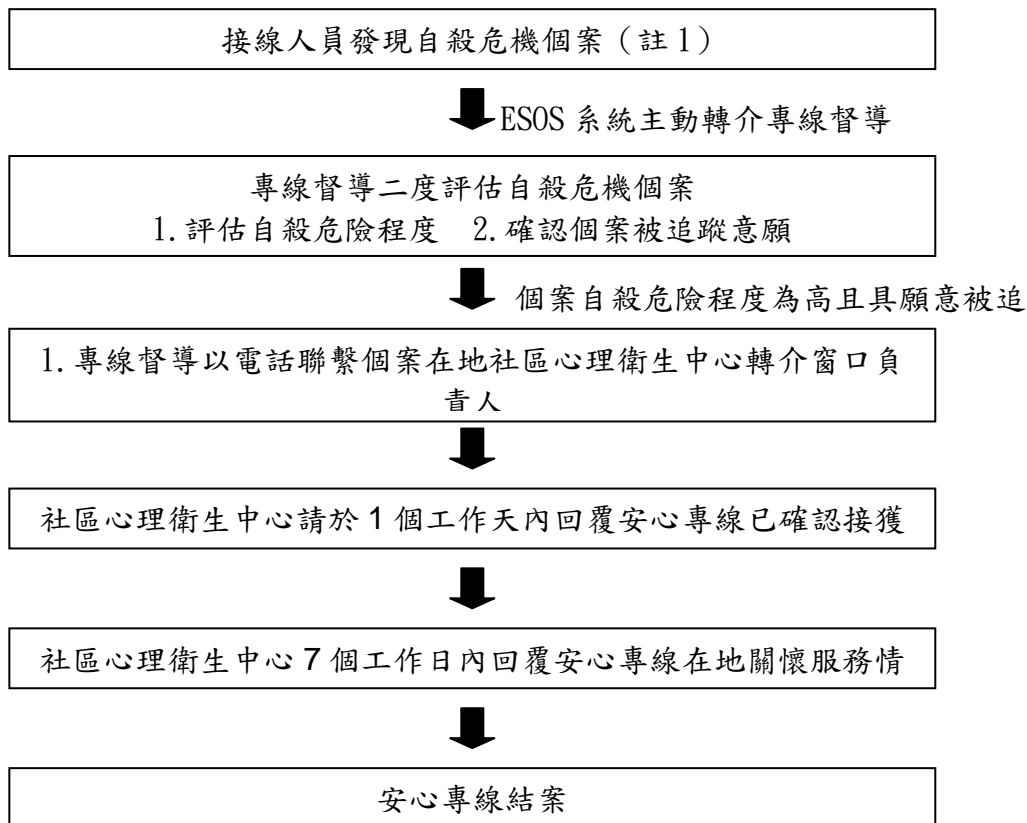 接線人員發現自殺危機個案（註1）
ESOS 系統主動轉介專線督導
專線督導二度評估自殺危機個案
1.評估自殺危險程度 2.確認個案被追蹤意願
個案自殺危險程度為高且具願意被追
1.專線督導以電話聯繫個案在地社區心理衛生中心轉介窗口負
責人
社區心理衛生中心請於 1 個工作天內回覆安心專線已確認接獲
社區心理衛生中心 7 個工作日內回覆安心專線在地關懷服務情
安心專線結案